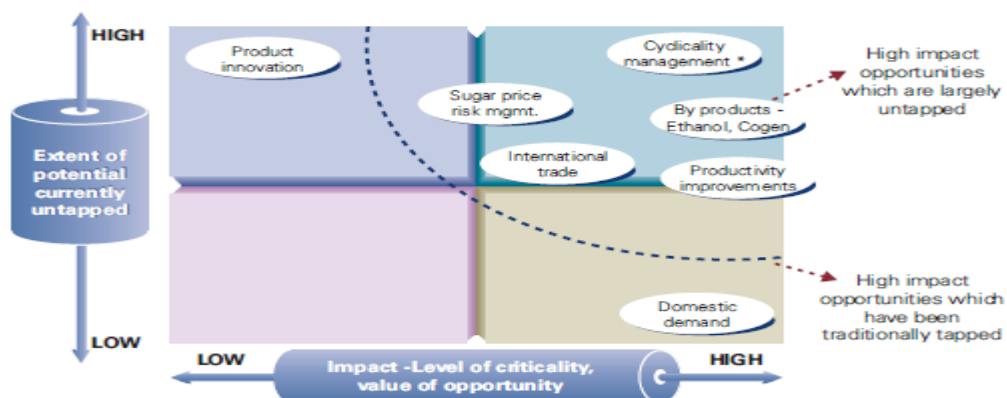 HIGH
Extent of
potential
currently
untapped
LOW
Product
innovation
Cyclicality
management *
Sugar price
risk mgmt.
By products -
Ethanol, Cogen
International
trade
Productivity
improvements
Domestic
demand
High impact
opportunities
which are largely
untapped
High impact
opportunities which
have been
traditionally tapped
LOW
Impact -Level of criticality,
value of opportunity
HIGH